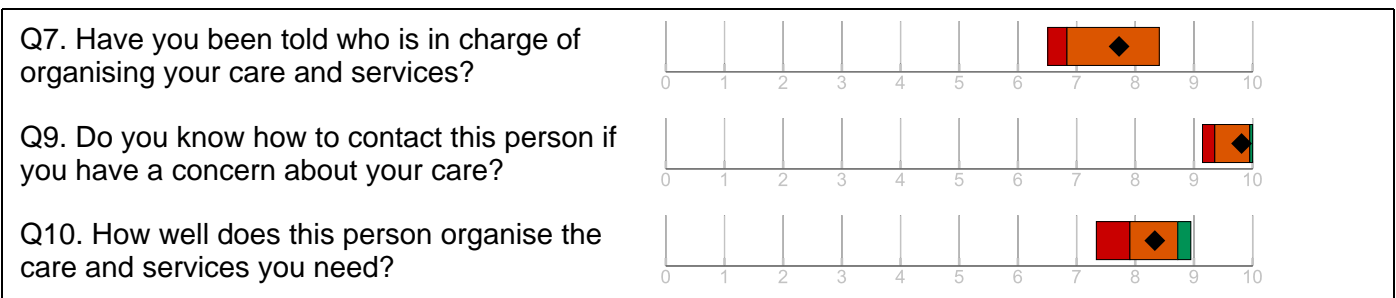 Q7. Have you been told who is in charge of
organising your care and services?
0 1 2 3 4 5 6 7 8 9 10
Q9. Do you know how to contact this person if
you have a concern about your care?
0 1 2 3 4 5 6 7 8 9 10
Q10. How well does this person organise the
care and services you need?
0 1 2 3 4 5 6 7 8 9 10